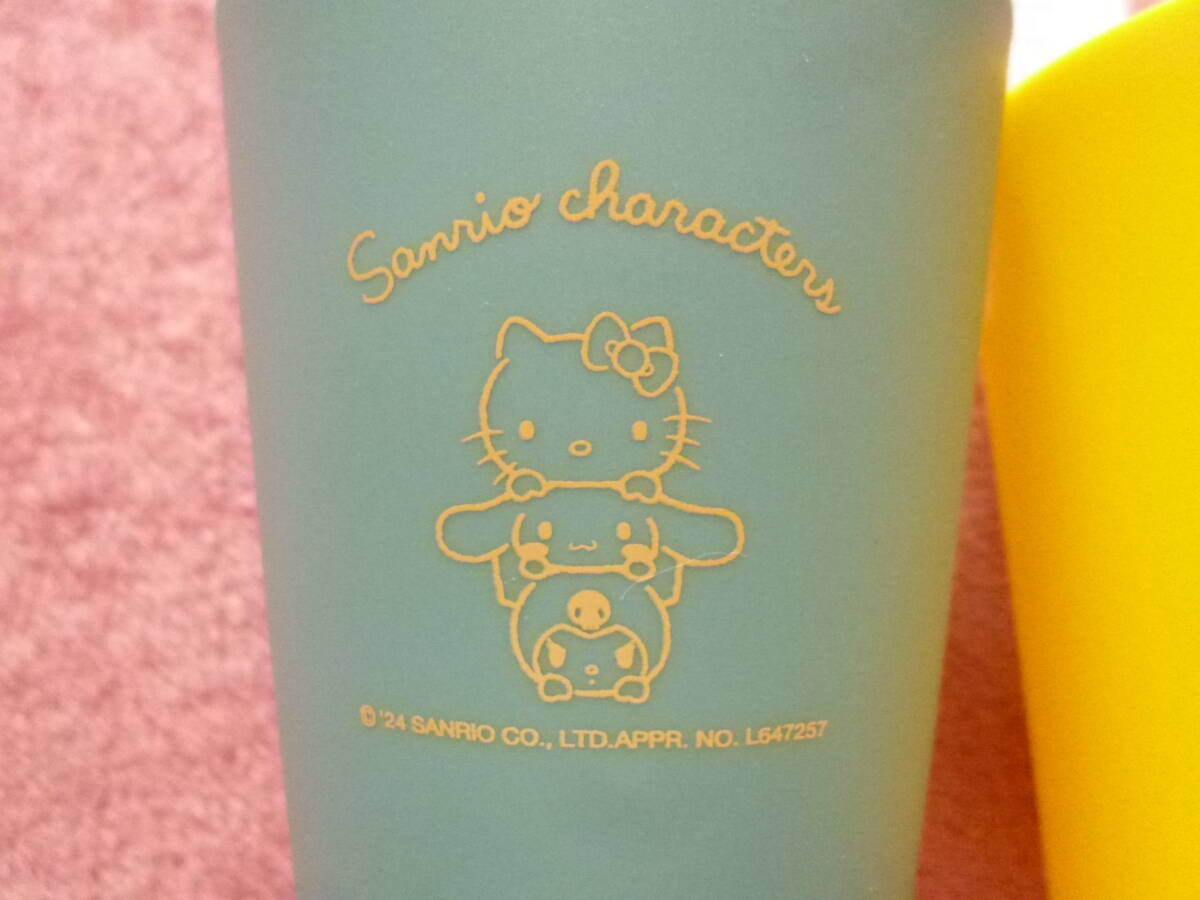 Sanrio characters
© '24 SANRIO CO., LTD.APPR. NO. L647257